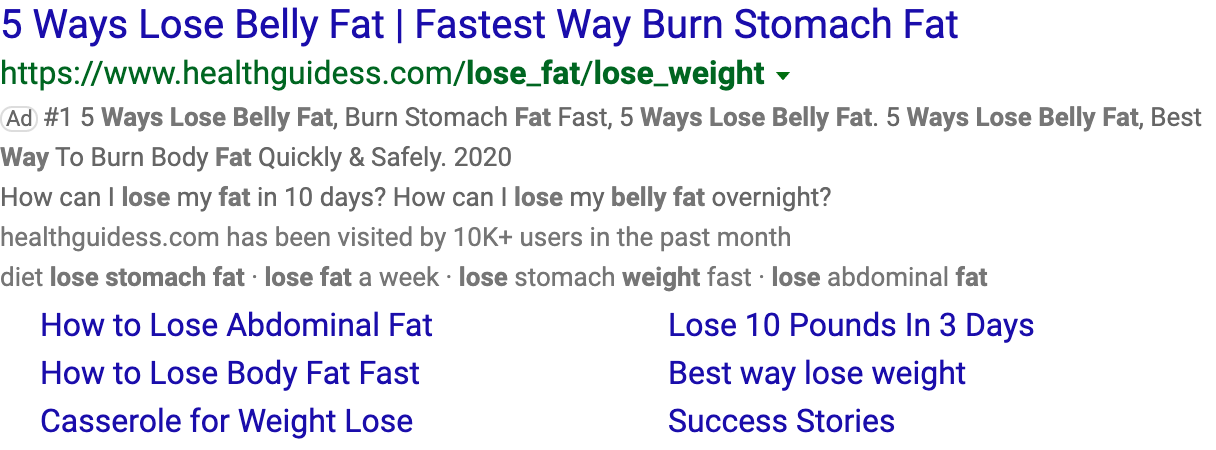 5 Ways Lose Belly Fat | Fastest Way Burn Stomach Fat
https://www.healthguidess.com/lose_fat/lose_weight
Ad #1 5 Ways Lose Belly Fat, Burn Stomach Fat Fast, 5 Ways Lose Belly Fat. 5 Ways Lose Belly Fat, Best
Way To Burn Body Fat Quickly & Safely. 2020
How can I lose my fat in 10 days? How can I lose my belly fat overnight?
healthguidess.com has been visited by 10K+ users in the past month
diet lose stomach fat · lose fat a week · lose stomach weight fast · lose abdominal fat
How to Lose Abdominal Fat
Lose 10 Pounds In 3 Days
How to Lose Body Fat Fast
Best way lose weight
Casserole for Weight Lose
Success Stories